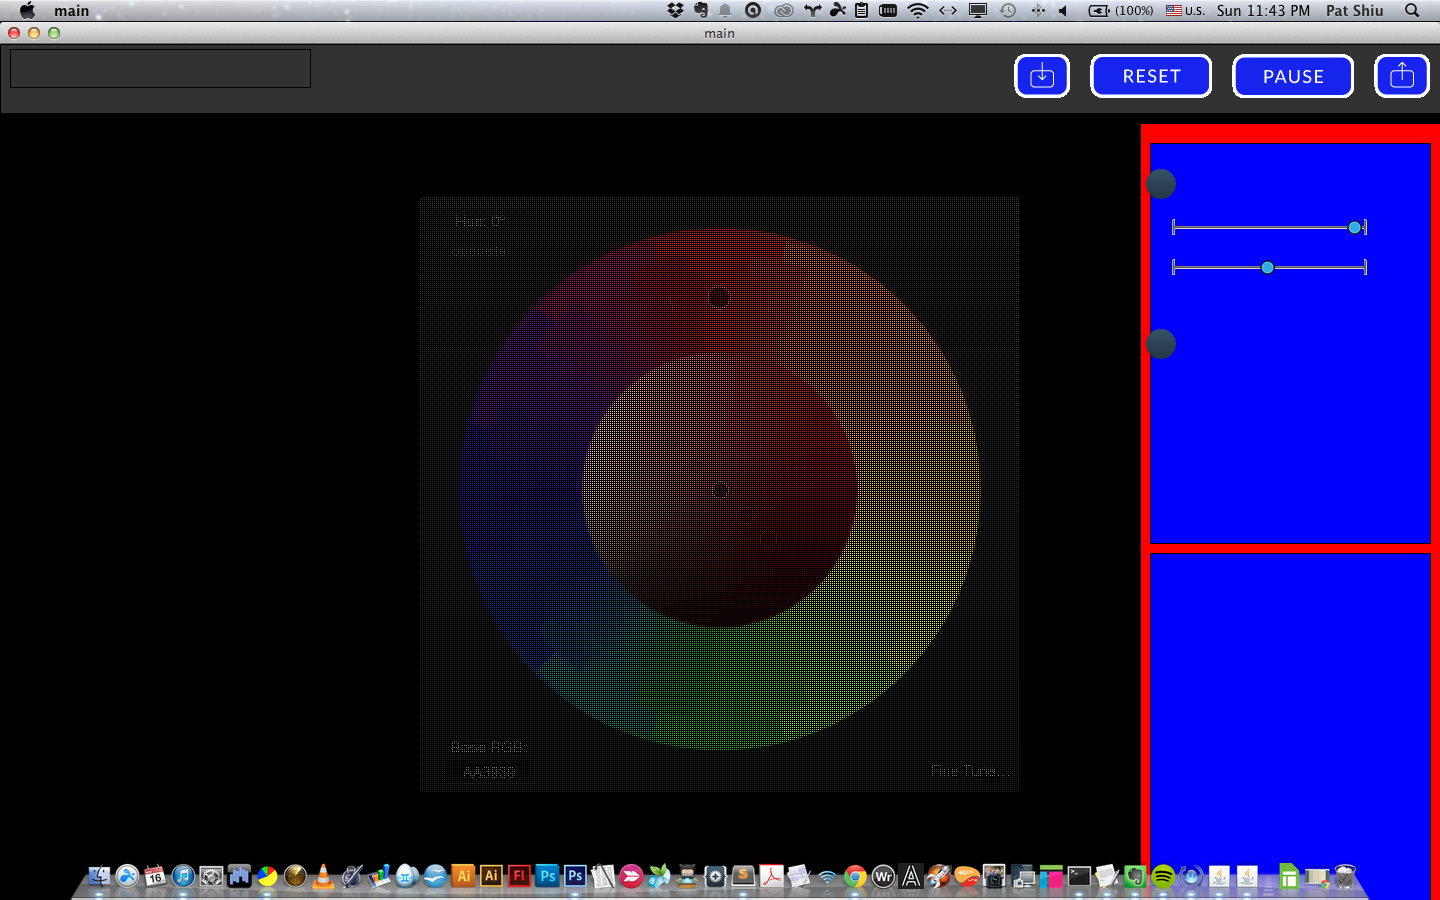 main (100%) U.S. Sun 11:43 PM Pat Shiu
main
RESET PAUSE
Hue: 0°
Base RGB:
AA3939
Fine Tune...
16
Ai Ai Fl Ps Ps S Wr A